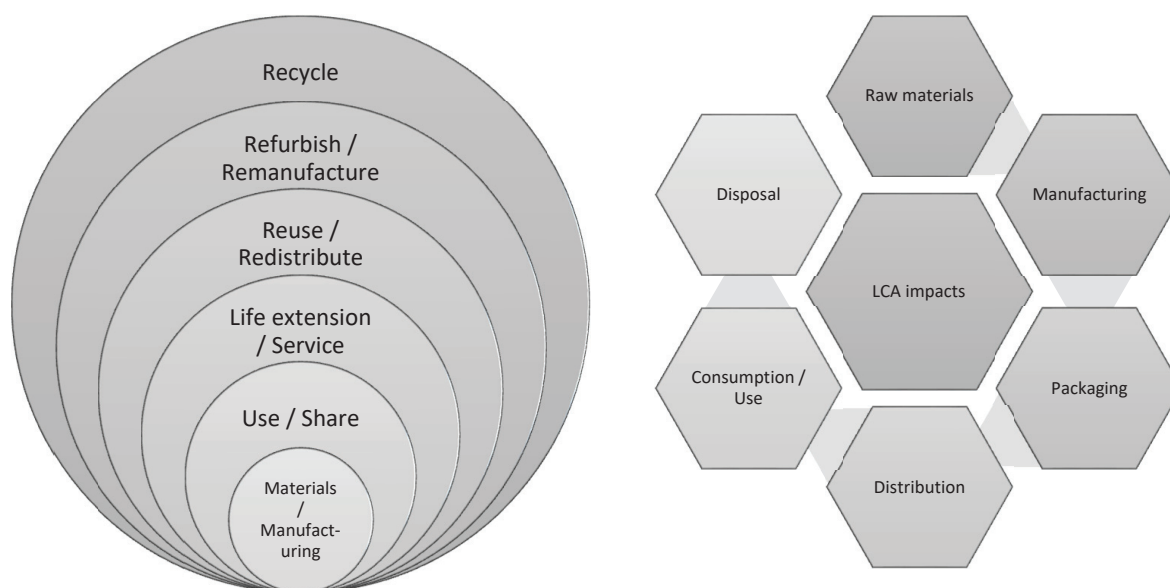 Recycle
Refurbish /
Remanufacture
Reuse /
Redistribute
Life extension
/ Service
Use / Share
Materials
/
Manufact-
uring
Raw materials
Manufacturing
Packaging
Distribution
Consumption /
Use
Disposal
LCA impacts